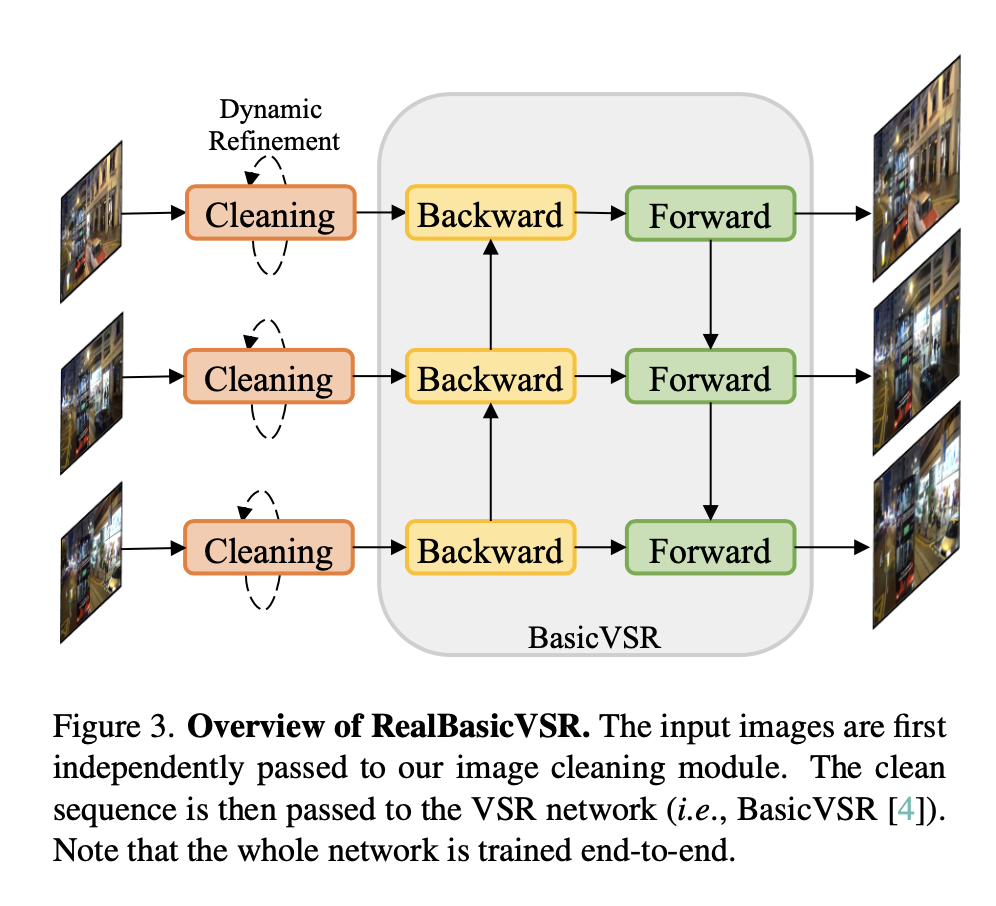 Dynamic
Refinement
Cleaning
Backward
Forward
Cleaning
Backward
Forward
Cleaning
Backward
Forward
BasicVSR
Figure 3. Overview of RealBasicVSR. The input images are first
independently passed to our image cleaning module. The clean
sequence is then passed to the VSR network (i.e., BasicVSR [4]).
Note that the whole network is trained end-to-end.